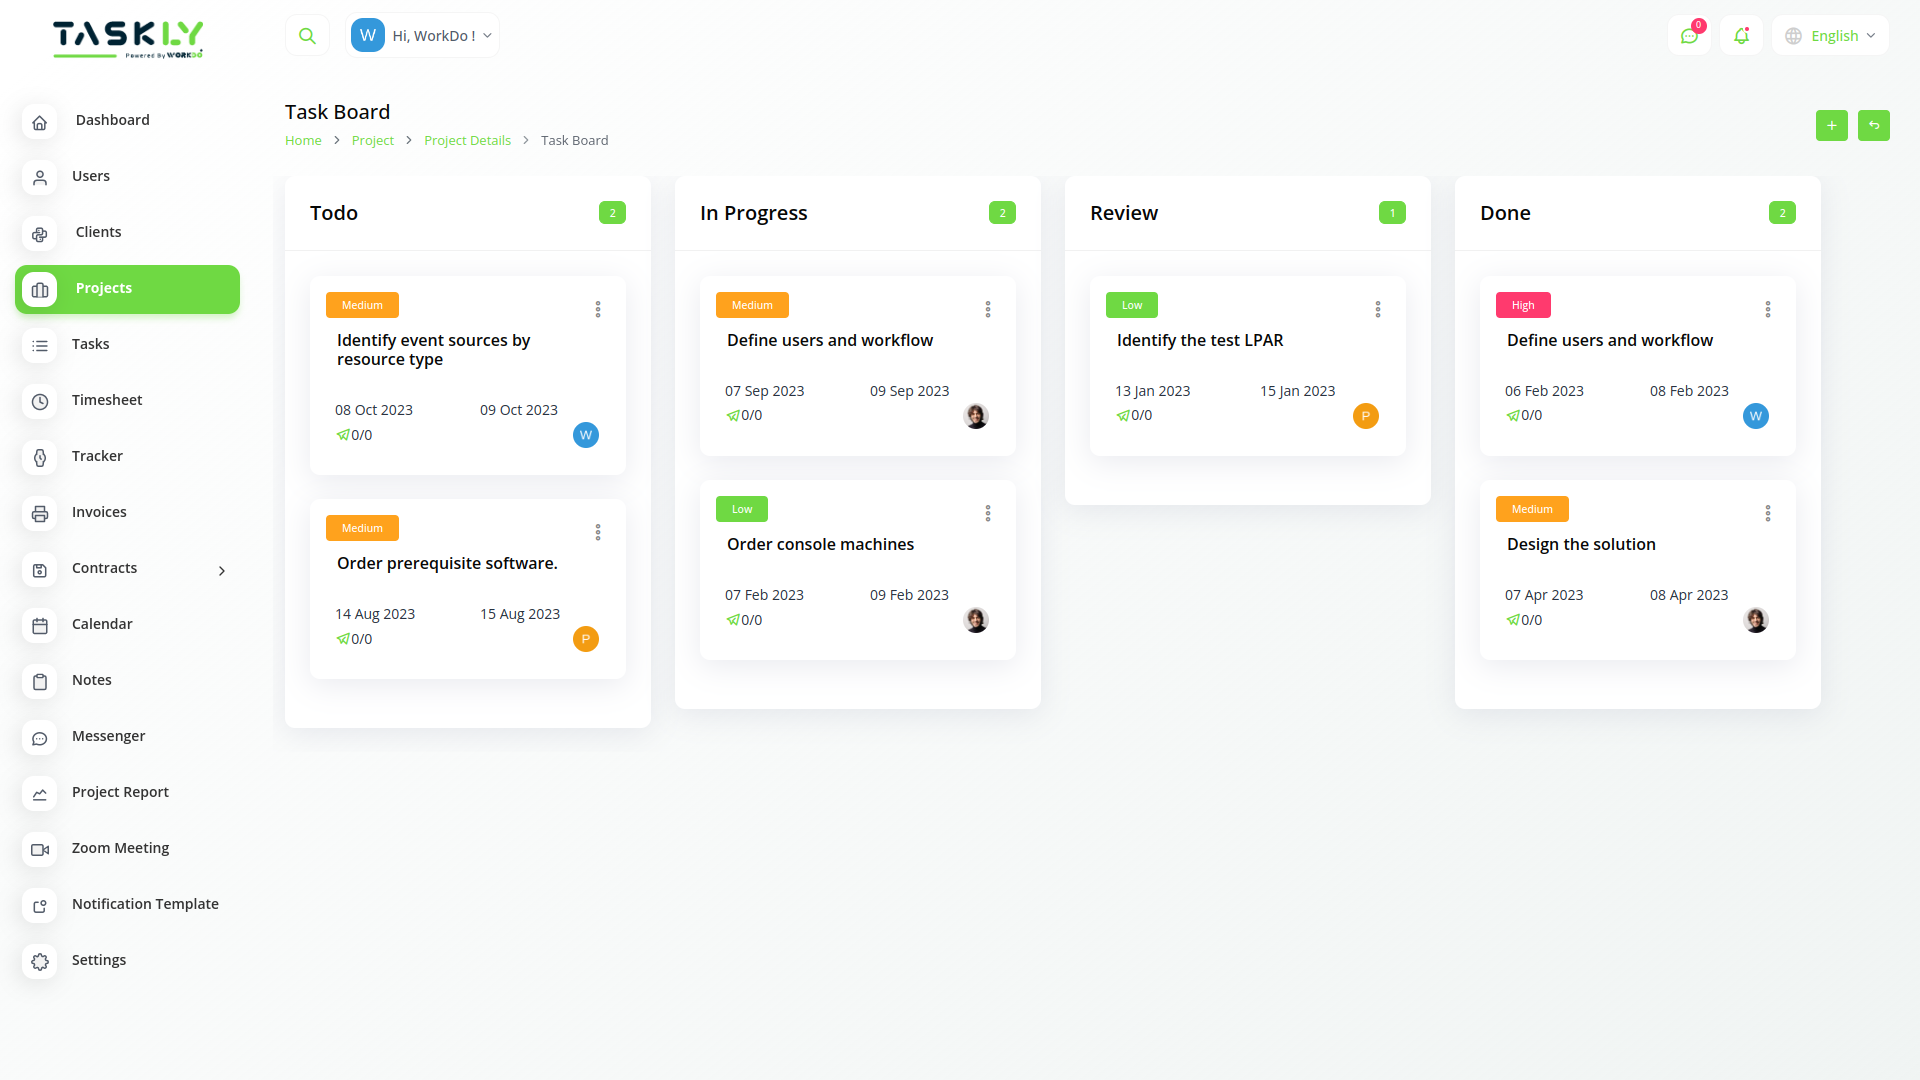 TASKLY
Powered By WORKDO
W
Hi, WorkDo !
0
English
Dashboard
Users
Clients
Projects
Tasks
Timesheet
Tracker
Invoices
Contracts
Calendar
Notes
Messenger
Project Report
Zoom Meeting
Notification Template
Settings
Task Board
Home > Project > Project Details > Task Board
Todo
2
Medium
Identify event sources by
resource type
08 Oct 2023 09 Oct 2023
0/0
W
Medium
Order prerequisite software.
14 Aug 2023 15 Aug 2023
0/0
P
In Progress
2
Medium
Define users and workflow
07 Sep 2023 09 Sep 2023
0/0
Low
Order console machines
07 Feb 2023 09 Feb 2023
0/0
Review
1
Low
Identify the test LPAR
13 Jan 2023 15 Jan 2023
0/0
P
Done
2
High
Define users and workflow
06 Feb 2023 08 Feb 2023
0/0
W
Medium
Design the solution
07 Apr 2023 08 Apr 2023
0/0